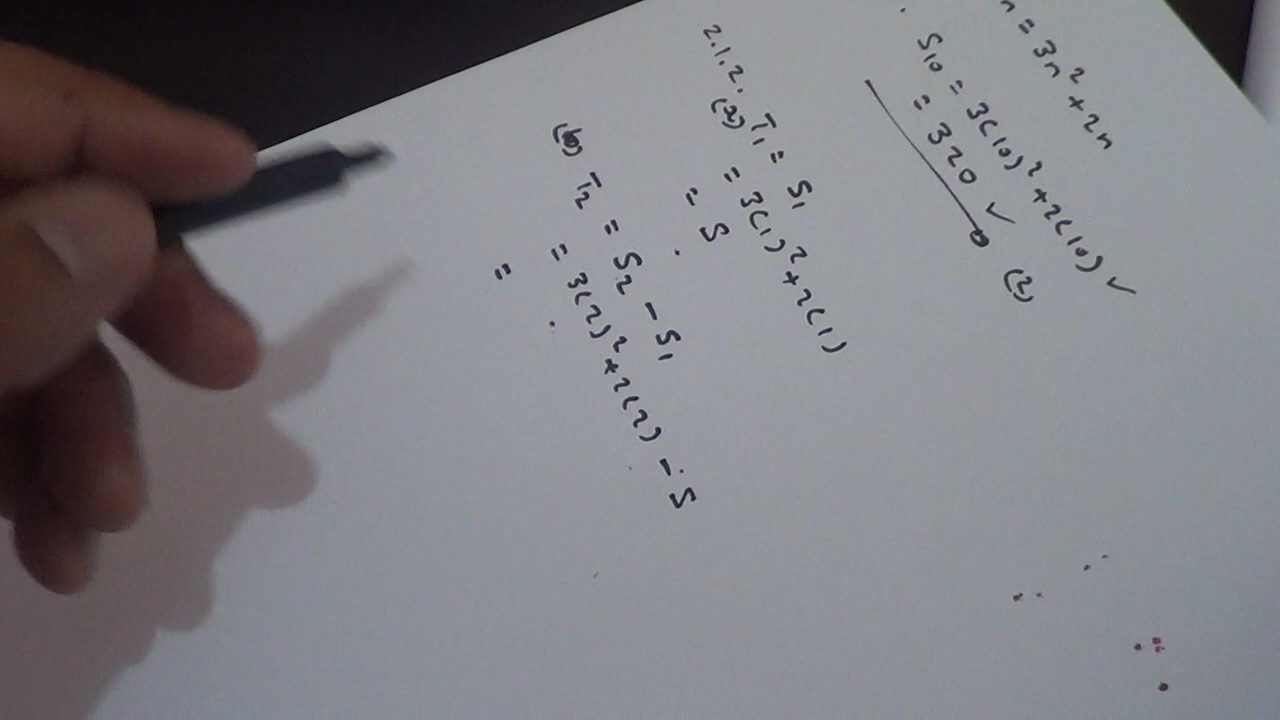 n = 3n² + 2n
S₁₀ = 3(10)² + 2(10) ✓
= 320 ✓ (2)
2.1.2. (a) T₁ = S₁
= 3(1)² + 2(1)
= 5
(b) T₂ = S₂ - S₁
= 3(2)² + 2(2) - 5
=